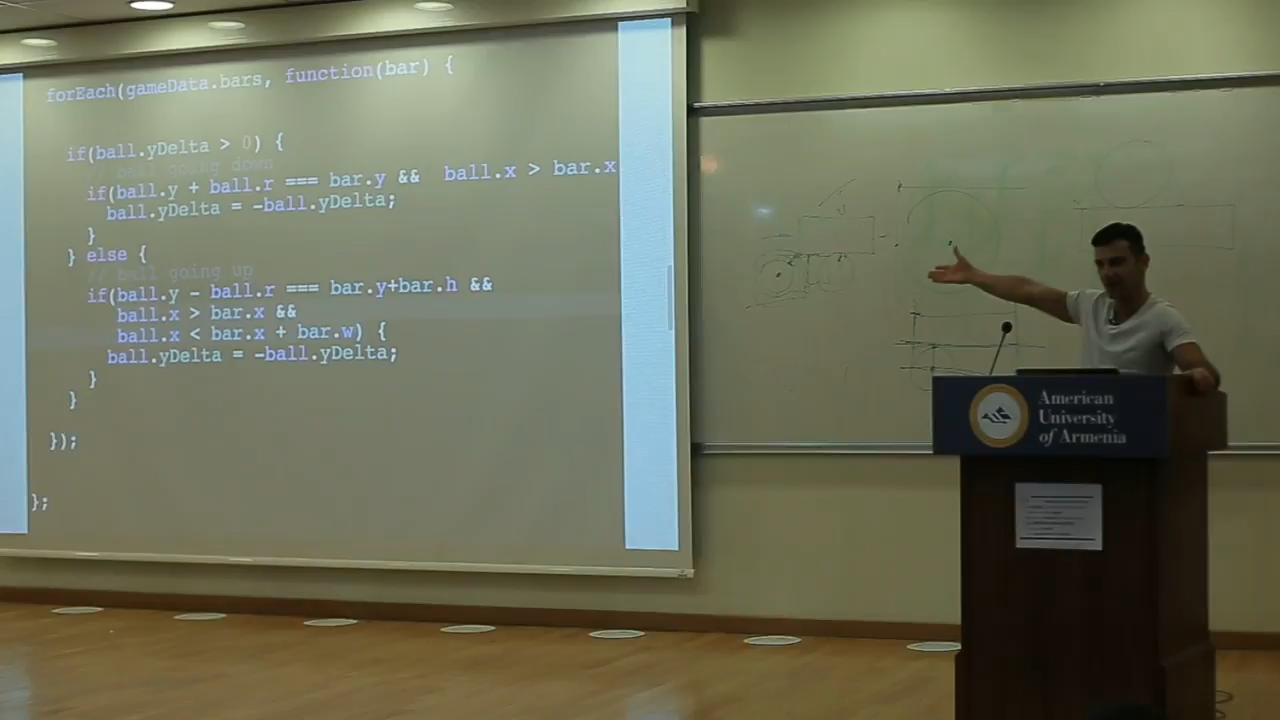 forEach(gameData.bars, function(bar) {
if(ball.yDelta > 0) {
// ball going down
if(ball.y + ball.r === bar.y && ball.x > bar.x
ball.yDelta = -ball.yDelta;
}
} else {
// ball going up
if(ball.y - ball.r === bar.y+bar.h &&
ball.x > bar.x &&
ball.x < bar.x + bar.w) {
ball.yDelta = -ball.yDelta;
}
}
});
};
American
University
of Armenia